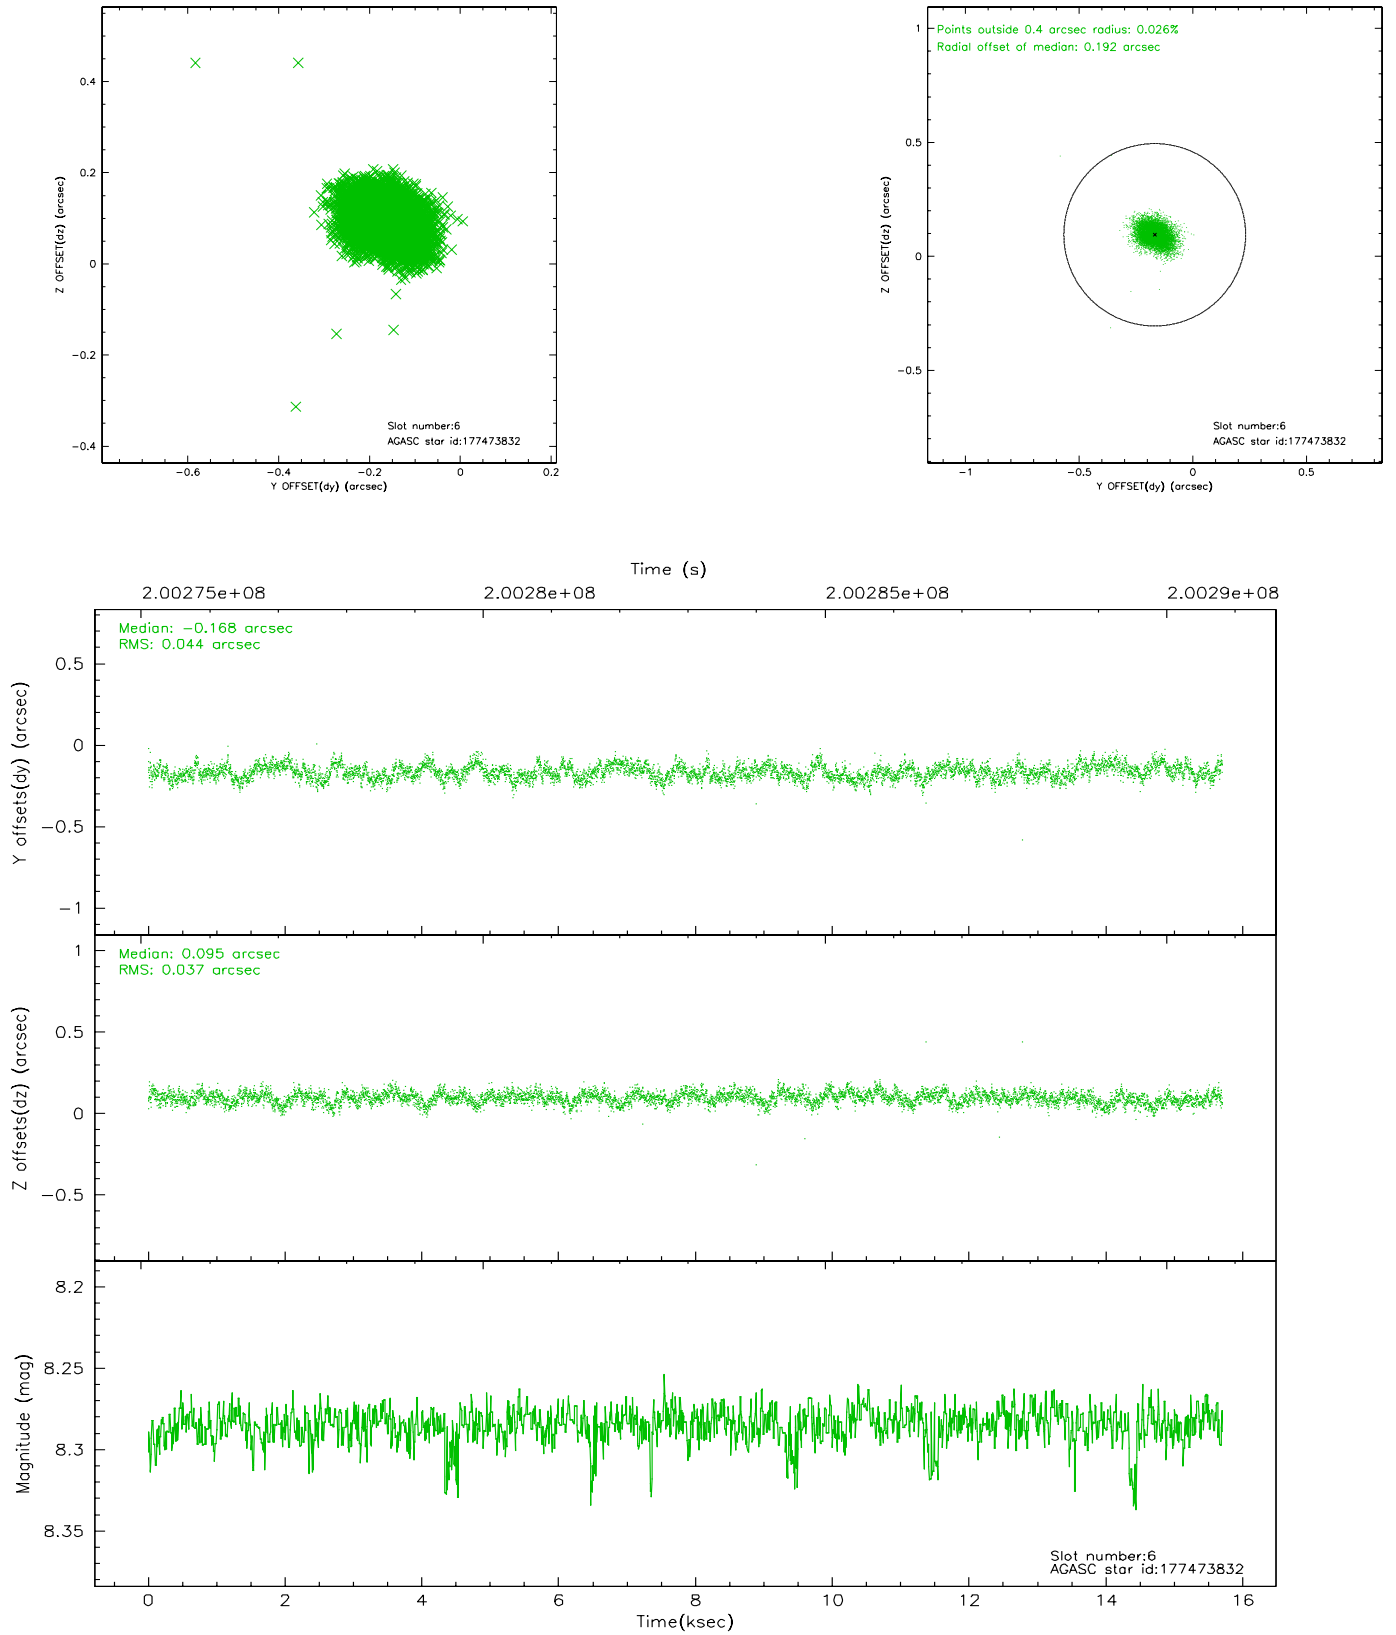 0.4
0.2
0
−0.2
−0.4
Z OFFSET(dz) (arcsec)
Slot number:6
AGASC star id:177473832
−0.6 −0.4 −0.2 0 0.2
Y OFFSET(dy) (arcsec)
Points outside 0.4 arcsec radius: 0.026%
Radial offset of median: 0.192 arcsec
1
0.5
0
−0.5
Z OFFSET(dz) (arcsec)
Slot number:6
AGASC star id:177473832
−1 −0.5 0 0.5
Y OFFSET(dy) (arcsec)
Time (s)
2.00275e+08 2.0028e+08 2.00285e+08 2.0029e+08
Median: −0.168 arcsec
RMS: 0.044 arcsec
0.5
0
−0.5
−1
Y offsets(dy) (arcsec)
Median: 0.095 arcsec
RMS: 0.037 arcsec
1
0.5
0
−0.5
Z offsets(dz) (arcsec)
8.2
8.25
8.3
8.35
Magnitude (mag)
Slot number:6
AGASC star id:177473832
0 2 4 6 8 10 12 14 16
Time(ksec)